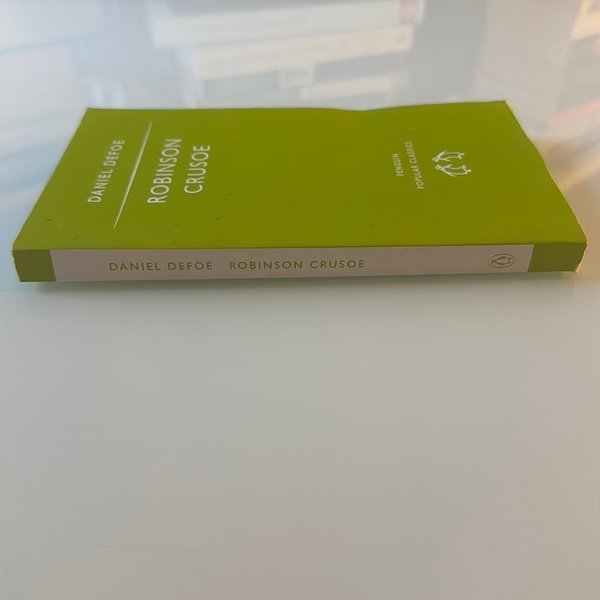 DANIEL DEFOE
ROBINSON
CRUSOE
PENGUIN
POPULAR CLASSICS
DANIEL DEFOE ROBINSON CRUSOE